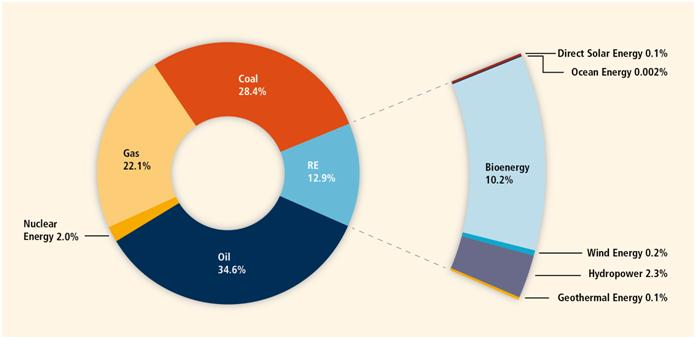 Coal
28.4%
Gas
22.1%
RE
12.9%
Nuclear
Energy 2.0%
Oil
34.6%
Direct Solar Energy 0.1%
Ocean Energy 0.002%
Bioenergy
10.2%
Wind Energy 0.2%
Hydropower 2.3%
Geothermal Energy 0.1%